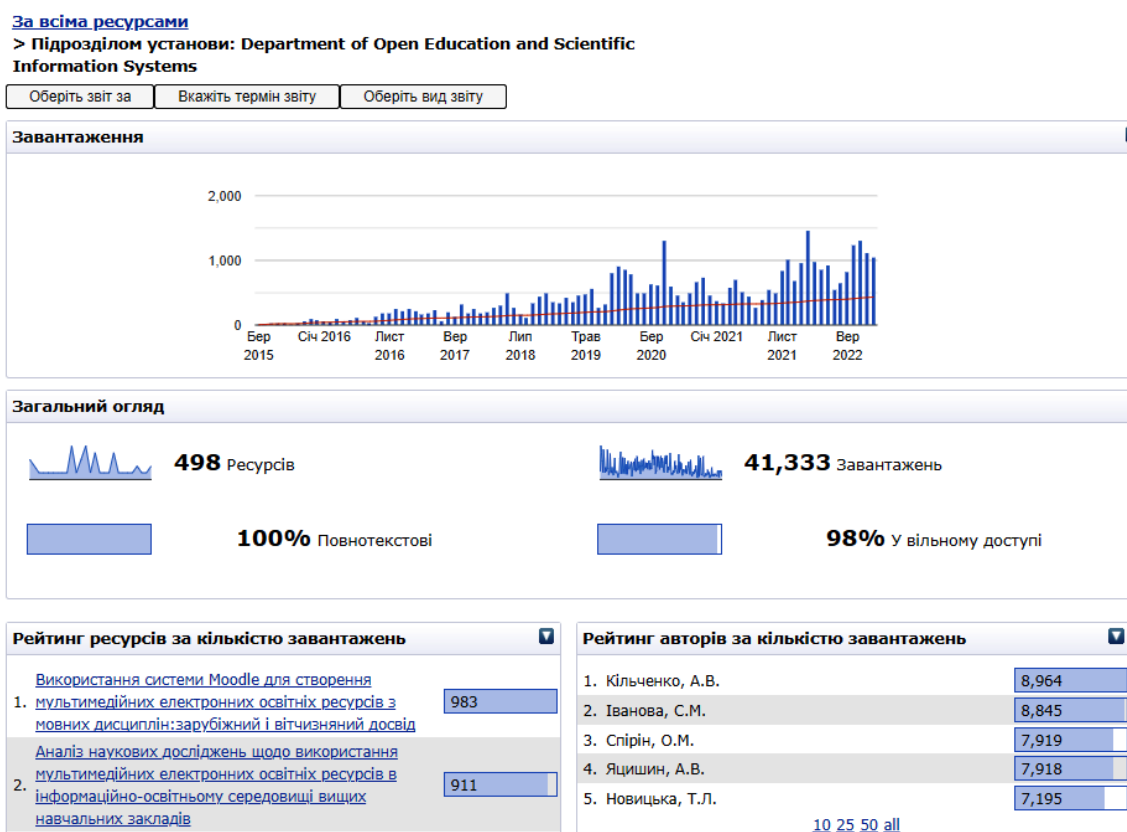 За всіма ресурсами
> Підрозділом установи: Department of Open Education and Scientific
Information Systems
Оберіть звіт за
Вкажіть термін звіту
Оберіть вид звіту
Завантаження
2,000
1,000
0
Бер 2015
Січ 2016
Лист 2016
Вер 2017
Лип 2018
Трав 2019
Бер 2020
Січ 2021
Лист 2021
Вер 2022
Загальний огляд
498 Ресурсів
41,333 Завантажень
100% Повнотекстові
98% У вільному доступі
Рейтинг ресурсів за кількістю завантажень
1. Використання системи Moodle для створення
мультимедійних електронних освітніх ресурсів з
мовних дисциплін:зарубіжний і вітчизняний досвід
983
2. Аналіз наукових досліджень щодо використання
мультимедійних електронних освітніх ресурсів в
інформаційно-освітньому середовищі вищих
навчальних закладів
911
Рейтинг авторів за кількістю завантажень
1. Кільченко, А.В. 8,964
2. Іванова, С.М. 8,845
3. Спірін, О.М. 7,919
4. Яцишин, А.В. 7,918
5. Новицька, Т.Л. 7,195
10 25 50 all